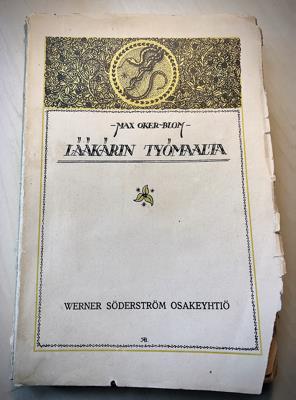 -MAX OKER-BLOM-
LÄÄKÄRIN TYÖMAALTA
WERNER SÖDERSTRÖM OSAKEYHTIÖ